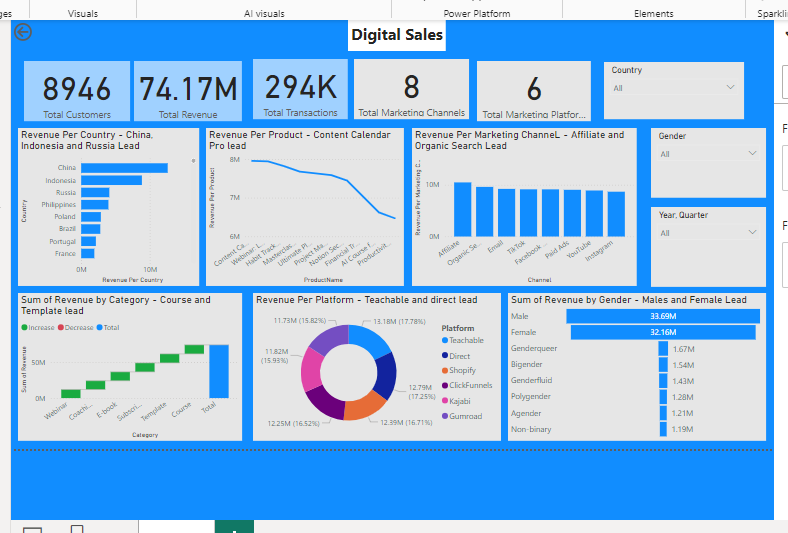 Visuals
AI visuals
Power Platform
Elements
Digital Sales
8946
Total Customers
74.17M
Total Revenue
294K
Total Transactions
8
Total Marketing Channels
6
Total Marketing Platfor...
Country
All
Revenue Per Country - China,
Indonesia and Russia Lead
Country
China
Indonesia
Russia
Philippines
Poland
Brazil
Portugal
France
0M
10M
Revenue Per Country
Revenue Per Product - Content Calendar
Pro lead
Revenue Per Product
8M
7M
6M
Content Ca...
Webinar L...
Habit Track...
Masterclas...
Ultimate Pl...
Project Ma...
Notion Sec...
Financial Tr...
AI Course F...
Productivit...
ProductName
Revenue Per Marketing ChanneL - Affiliate and
Organic Search Lead
Revenue Per Marketing C...
10M
0M
Affiliate
Organic Se...
Email
TikTok
Facebook...
Paid Ads
YouTube
Instagram
Channel
Gender
All
Year, Quarter
All
Sum of Revenue by Category - Course and
Template lead
Increase
Decrease
Total
Sum of Revenue
50M
0M
Webinar
Coachi...
E-book
Subscri...
Template
Course
Total
Category
Revenue Per Platform - Teachable and direct lead
11.73M (15.82%)
13.18M (17.78%)
11.82M
(15.93%)
12.79M
(17.25%)
12.25M (16.52%)
12.39M (16.71%)
Platform
Teachable
Direct
Shopify
ClickFunnels
Kajabi
Gumroad
Sum of Revenue by Gender - Males and Female Lead
Male
33.69M
Female
32.16M
Genderqueer
1.67M
Bigender
1.54M
Genderfluid
1.43M
Polygender
1.28M
Agender
1.21M
Non-binary
1.19M